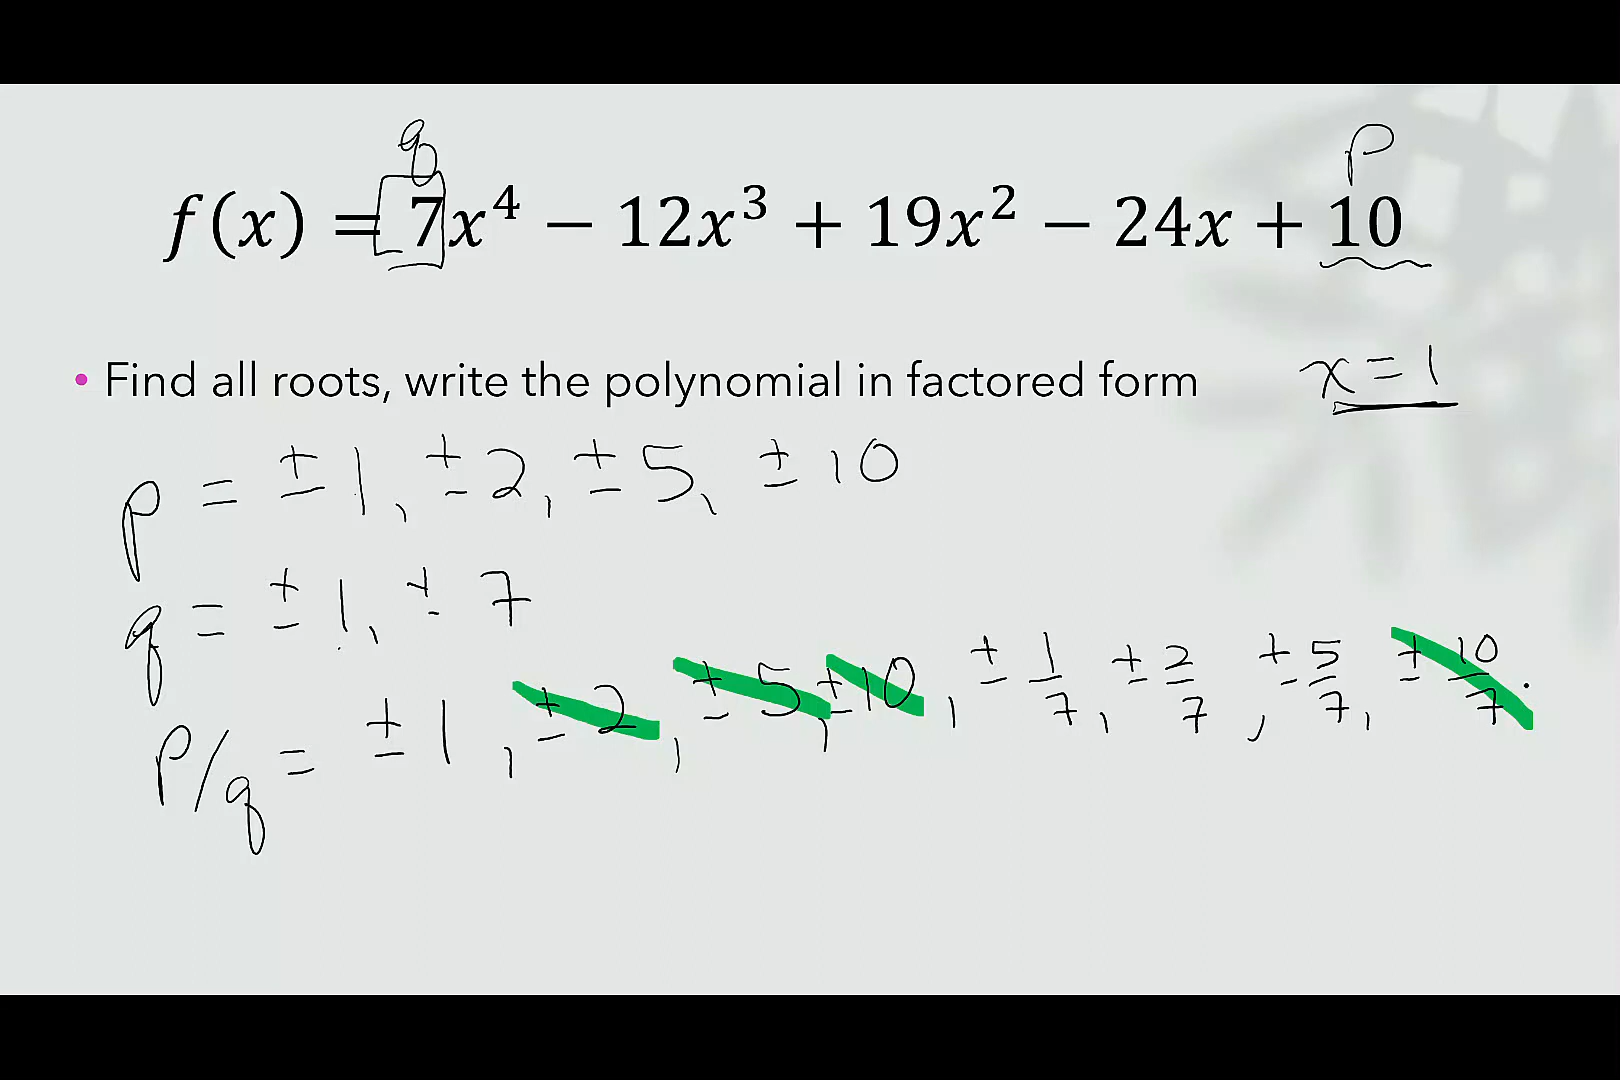 q p
f(x) = 7x⁴ − 12x³ + 19x² − 24x + 10
• Find all roots, write the polynomial in factored form x = 1
p = ± 1, ± 2, ± 5, ± 10
q = ± 1, ± 7
P/q = ± 1, ± 2, ± 5, ± 10, ± 1/7, ± 2/7, ± 5/7, ± 10/7.